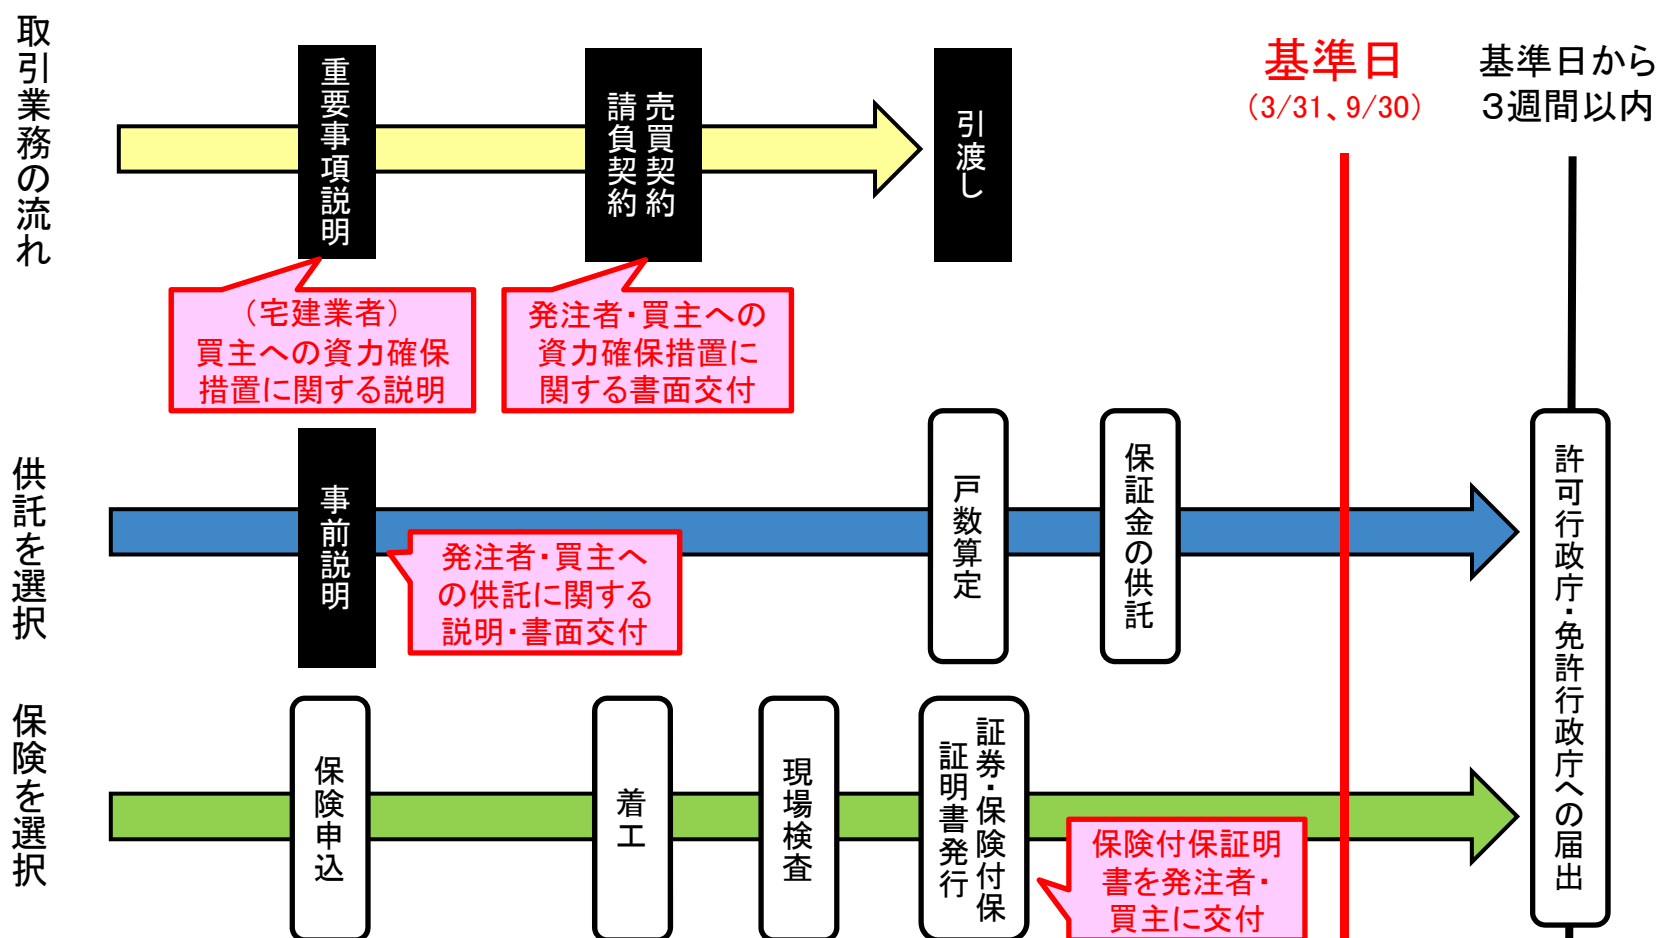 取引業務の流れ
重要事項説明
売買契約
請負契約
引渡し
基準日
（3/31、9/30）
基準日から
３週間以内
（宅建業者）
買主への資力確保
措置に関する説明
発注者・買主への
資力確保措置に
関する書面交付
供託を選択
事前説明
発注者・買主へ
の供託に関する
説明・書面交付
戸数算定
保証金の供託
許可行政庁・免許行政庁への届出
保険を選択
保険申込
着工
現場検査
証券・保険付保
証明書発行
保険付保証明
書を発注者・
買主に交付